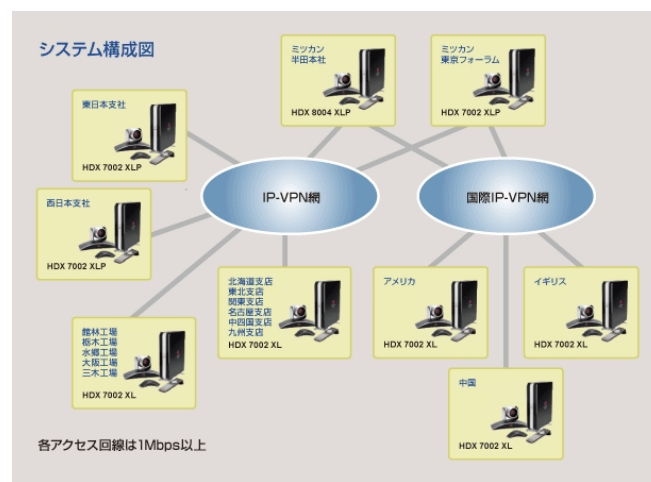 システム構成図
ミツカン
半田本社
HDX 8004 XLP
ミツカン
東京フォーラム
HDX 7002 XLP
東日本支社
HDX 7002 XLP
IP-VPN網
国際IP-VPN網
西日本支社
HDX 7002 XLP
北海道支店
東北支店
関東支店
名古屋支店
中四国支店
九州支店
HDX 7002 XL
アメリカ
HDX 7002 XL
イギリス
HDX 7002 XL
館林工場
栃木工場
水郷工場
大阪工場
三木工場
HDX 7002 XL
中国
HDX 7002 XL
各アクセス回線は1Mbps以上